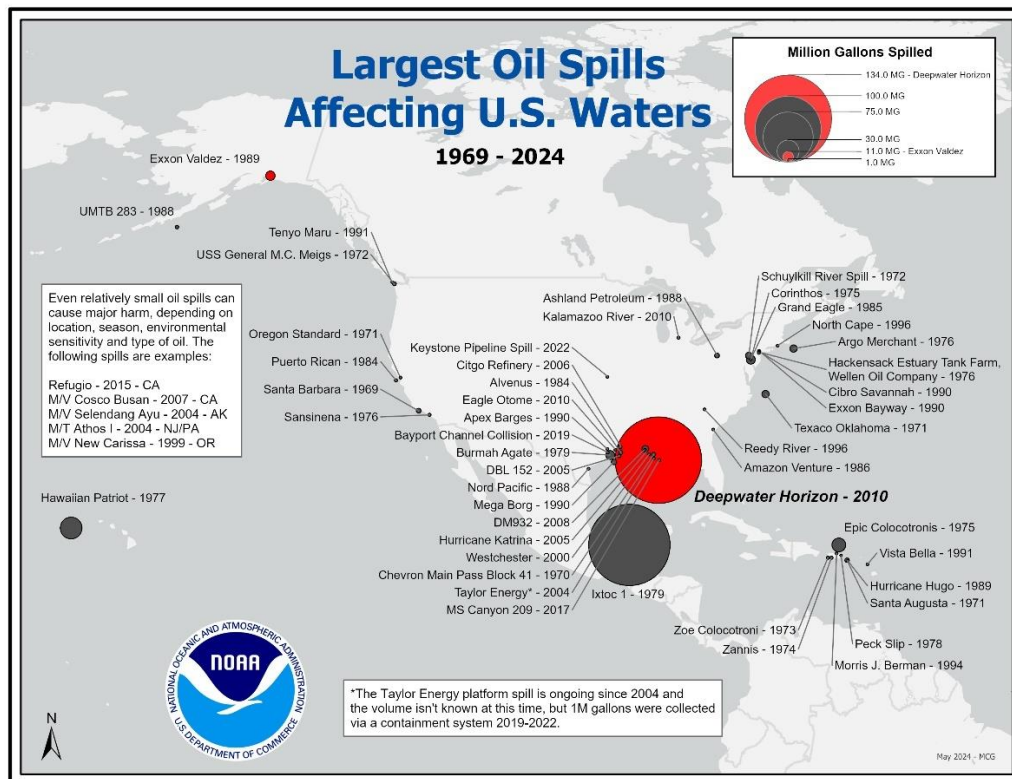 Largest Oil Spills
Affecting U.S. Waters
1969 - 2024
Million Gallons Spilled
134.0 MG - Deepwater Horizon
100.0 MG
75.0 MG
30.0 MG
11.0 MG - Exxon Valdez
1.0 MG
Exxon Valdez - 1989
UMTB 283 - 1988
Tenyo Maru - 1991
USS General M.C. Meigs - 1972
Even relatively small oil spills can
cause major harm, depending on
location, season, environmental
sensitivity and type of oil. The
following spills are examples:
Refugio - 2015 - CA
M/V Cosco Busan - 2007 - CA
M/V Selendang Ayu - 2004 - AK
M/T Athos I - 2004 - NJ/PA
M/V New Carissa - 1999 - OR
Oregon Standard - 1971
Puerto Rican - 1984
Santa Barbara - 1969
Sansinena - 1976
Hawaiian Patriot - 1977
Ashland Petroleum - 1988
Kalamazoo River - 2010
Keystone Pipeline Spill - 2022
Citgo Refinery - 2006
Alvenus - 1984
Eagle Otome - 2010
Apex Barges - 1990
Bayport Channel Collision - 2019
Burmah Agate - 1979
DBL 152 - 2005
Nord Pacific - 1988
Mega Borg - 1990
DM932 - 2008
Hurricane Katrina - 2005
Westchester - 2000
Chevron Main Pass Block 41 - 1970
Taylor Energy* - 2004
MS Canyon 209 - 2017
Ixtoc 1 - 1979
Schuylkill River Spill - 1972
Corinthos - 1975
Grand Eagle - 1985
North Cape - 1996
Argo Merchant - 1976
Hackensack Estuary Tank Farm,
Wellen Oil Company - 1976
Cibro Savannah - 1990
Exxon Bayway - 1990
Texaco Oklahoma - 1971
Reedy River - 1996
Amazon Venture - 1986
Deepwater Horizon - 2010
Epic Colocotronis - 1975
Vista Bella - 1991
Hurricane Hugo - 1989
Santa Augusta - 1971
Zoe Colocotroni - 1973
Zannis - 1974
Peck Slip - 1978
Morris J. Berman - 1994
NATIONAL OCEANIC AND ATMOSPHERIC ADMINISTRATION
NOAA
U.S. DEPARTMENT OF COMMERCE
N
*The Taylor Energy platform spill is ongoing since 2004 and
the volume isn't known at this time, but 1M gallons were collected
via a containment system 2019-2022.
May 2024 - MCG